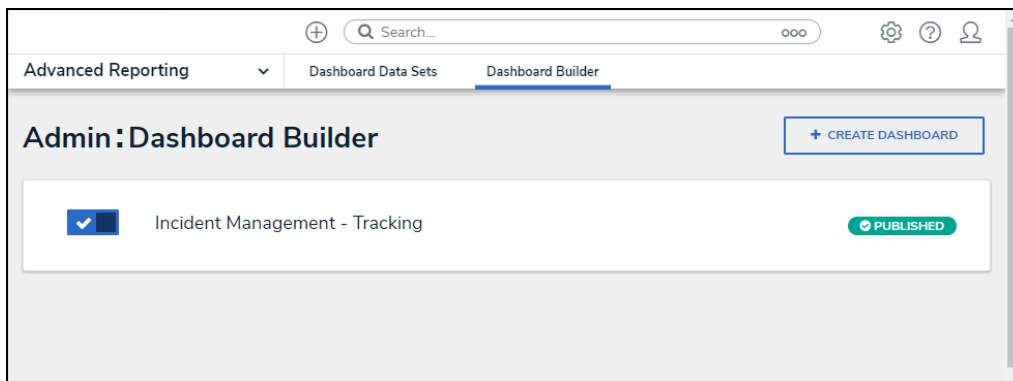 Search...
ooo
Advanced Reporting
Dashboard Data Sets
Dashboard Builder
Admin:Dashboard Builder
+ CREATE DASHBOARD
Incident Management - Tracking
PUBLISHED